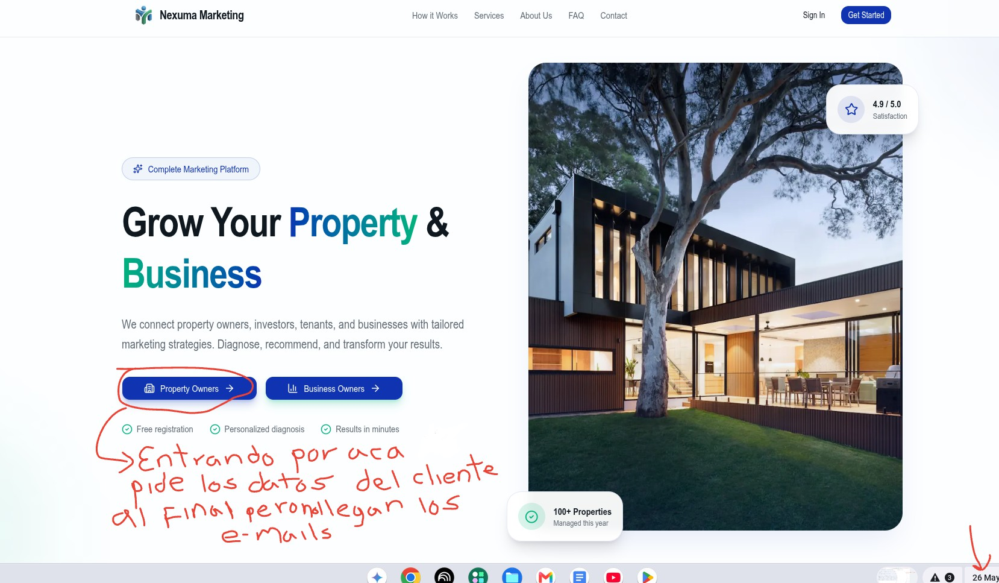 Nexuma Marketing
How it Works
Services
About Us
FAQ
Contact
Sign In
Get Started
4.9 / 5.0
Satisfaction
Complete Marketing Platform
Grow Your Property &
Business
We connect property owners, investors, tenants, and businesses with tailored
marketing strategies. Diagnose, recommend, and transform your results.
Property Owners
Business Owners
Free registration
Personalized diagnosis
Results in minutes
Entrando por aca
pide los datos del cliente
al Final pero no llegan los
e-mails
100+ Properties
Managed this year
3
26 May